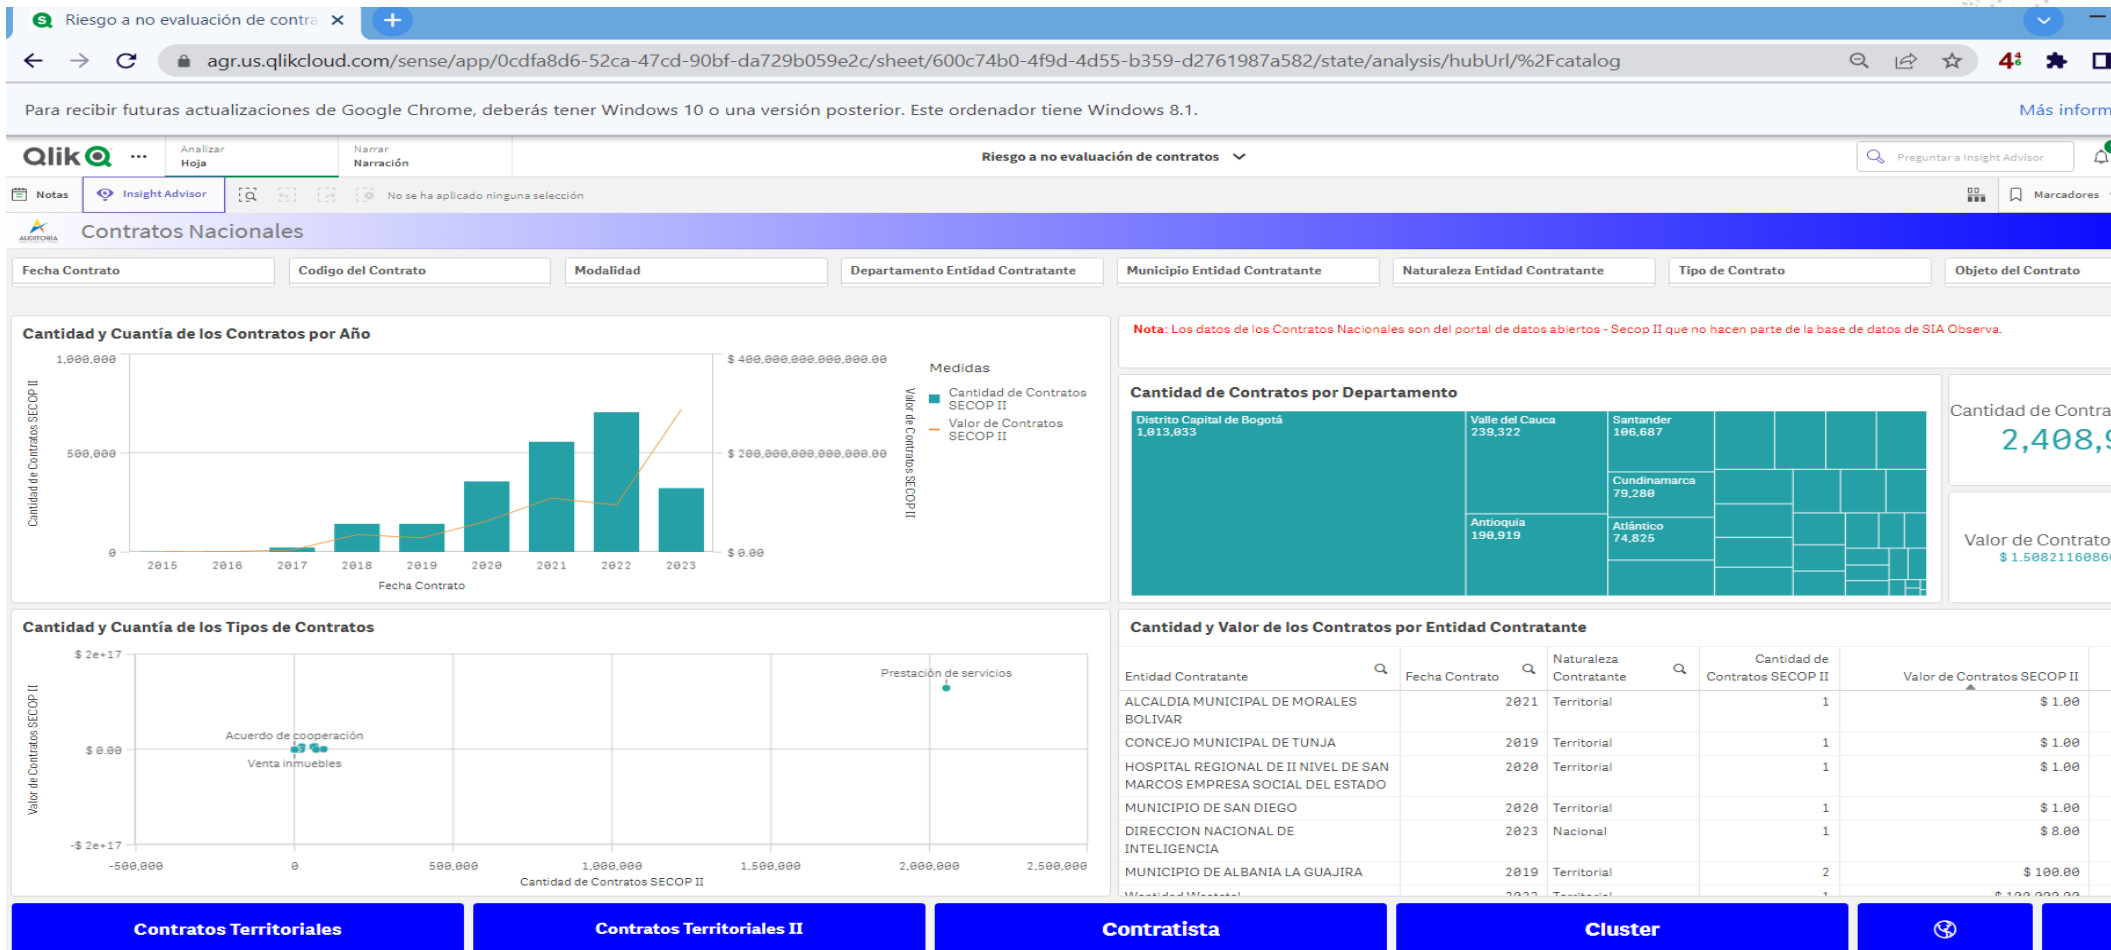 Riesgo a no evaluación de contra
agr.us.qlikcloud.com/sense/app/0cdfa8d6-52ca-47cd-90bf-da729b059e2c/sheet/600c74b0-4f9d-4d55-b359-d2761987a582/state/analysis/hubUrl/%2Fcatalog
Para recibir futuras actualizaciones de Google Chrome, deberás tener Windows 10 o una versión posterior. Este ordenador tiene Windows 8.1.
Más inform
Qlik
Analizar
Hoja
Narrar
Narración
Riesgo a no evaluación de contratos
Preguntar a Insight Advisor
Notas
Insight Advisor
No se ha aplicado ninguna selección
Marcadores
AUDITORÍA
Contratos Nacionales
Fecha Contrato
Codigo del Contrato
Modalidad
Departamento Entidad Contratante
Municipio Entidad Contratante
Naturaleza Entidad Contratante
Tipo de Contrato
Objeto del Contrato
Cantidad y Cuantía de los Contratos por Año
Cantidad de Contratos SECOP II
1,000,000
500,000
0
$ 400,000,000,000,000.00
$ 200,000,000,000,000.00
$ 0.00
Valor de Contratos SECOP II
2015 2016 2017 2018 2019 2020 2021 2022 2023
Fecha Contrato
Medidas
Cantidad de Contratos
SECOP II
Valor de Contratos
SECOP II
Nota: Los datos de los Contratos Nacionales son del portal de datos abiertos - Secop II que no hacen parte de la base de datos de SIA Observa.
Cantidad de Contratos por Departamento
Distrito Capital de Bogotá
1,013,033
Valle del Cauca
239,322
Antioquia
190,919
Santander
106,687
Cundinamarca
79,280
Atlántico
74,825
Cantidad de Contra
2,408,9
Valor de Contrato
$ 1.5082116086
Cantidad y Cuantía de los Tipos de Contratos
Valor de Contratos SECOP II
$ 2e+17
$ 0.00
-$ 2e+17
Prestación de servicios
Acuerdo de cooperación
Venta inmuebles
-500,000 0 500,000 1,000,000 1,500,000 2,000,000 2,500,000
Cantidad de Contratos SECOP II
Cantidad y Valor de los Contratos por Entidad Contratante
Entidad Contratante
Fecha Contrato
Naturaleza
Contratante
Cantidad de
Contratos SECOP II
Valor de Contratos SECOP II
ALCALDIA MUNICIPAL DE MORALES 2021 Territorial 1 $ 1.00
BOLIVAR
CONCEJO MUNICIPAL DE TUNJA 2019 Territorial 1 $ 1.00
HOSPITAL REGIONAL DE II NIVEL DE SAN 2020 Territorial 1 $ 1.00
MARCOS EMPRESA SOCIAL DEL ESTADO
MUNICIPIO DE SAN DIEGO 2020 Territorial 1 $ 1.00
DIRECCION NACIONAL DE 2023 Nacional 1 $ 8.00
INTELIGENCIA
MUNICIPIO DE ALBANIA LA GUAJIRA 2019 Territorial 2 $ 100.00
Contratos Territoriales
Contratos Territoriales II
Contratista
Cluster